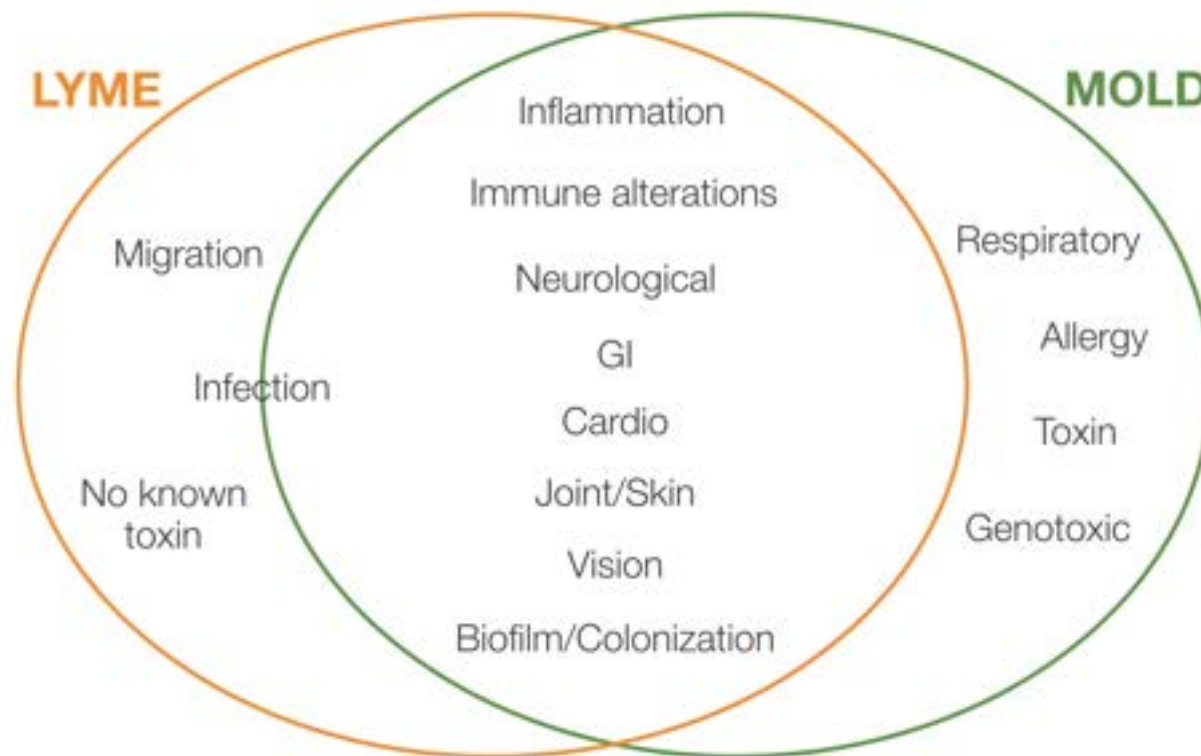 LYME
MOLD
Inflammation
Immune alterations
Migration
Respiratory
Neurological
Allergy
GI
Infection
Cardio
Toxin
No known
toxin
Joint/Skin
Genotoxic
Vision
Biofilm/Colonization